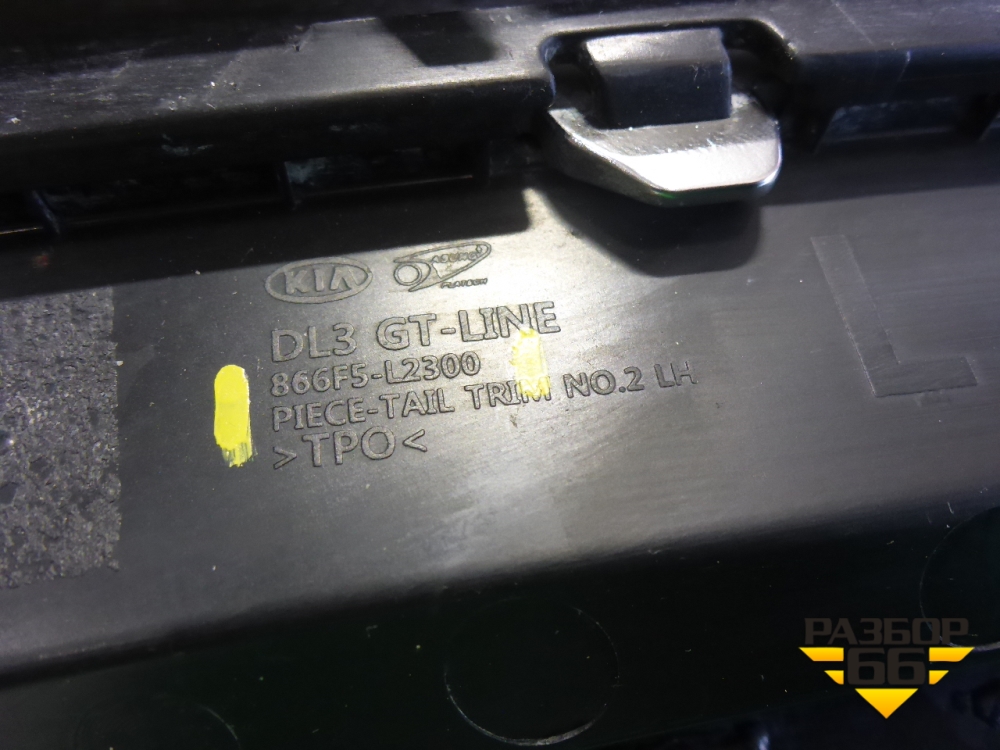 KIA
DL3 GT-LINE
866F5-L2300
PIECE-TAIL TRIM NO.2 LH
>TPO<
L
РАЗБОР
66